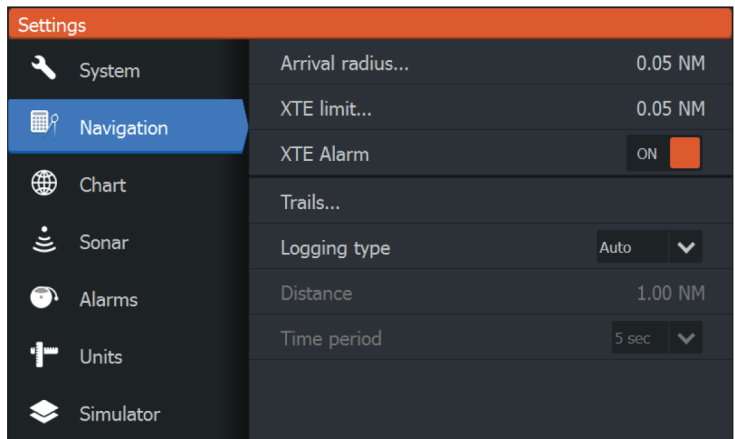 Settings
System
Navigation
Chart
Sonar
Alarms
Units
Simulator
Arrival radius... 0.05 NM
XTE limit... 0.05 NM
XTE Alarm ON
Trails...
Logging type Auto
Distance 1.00 NM
Time period 5 sec